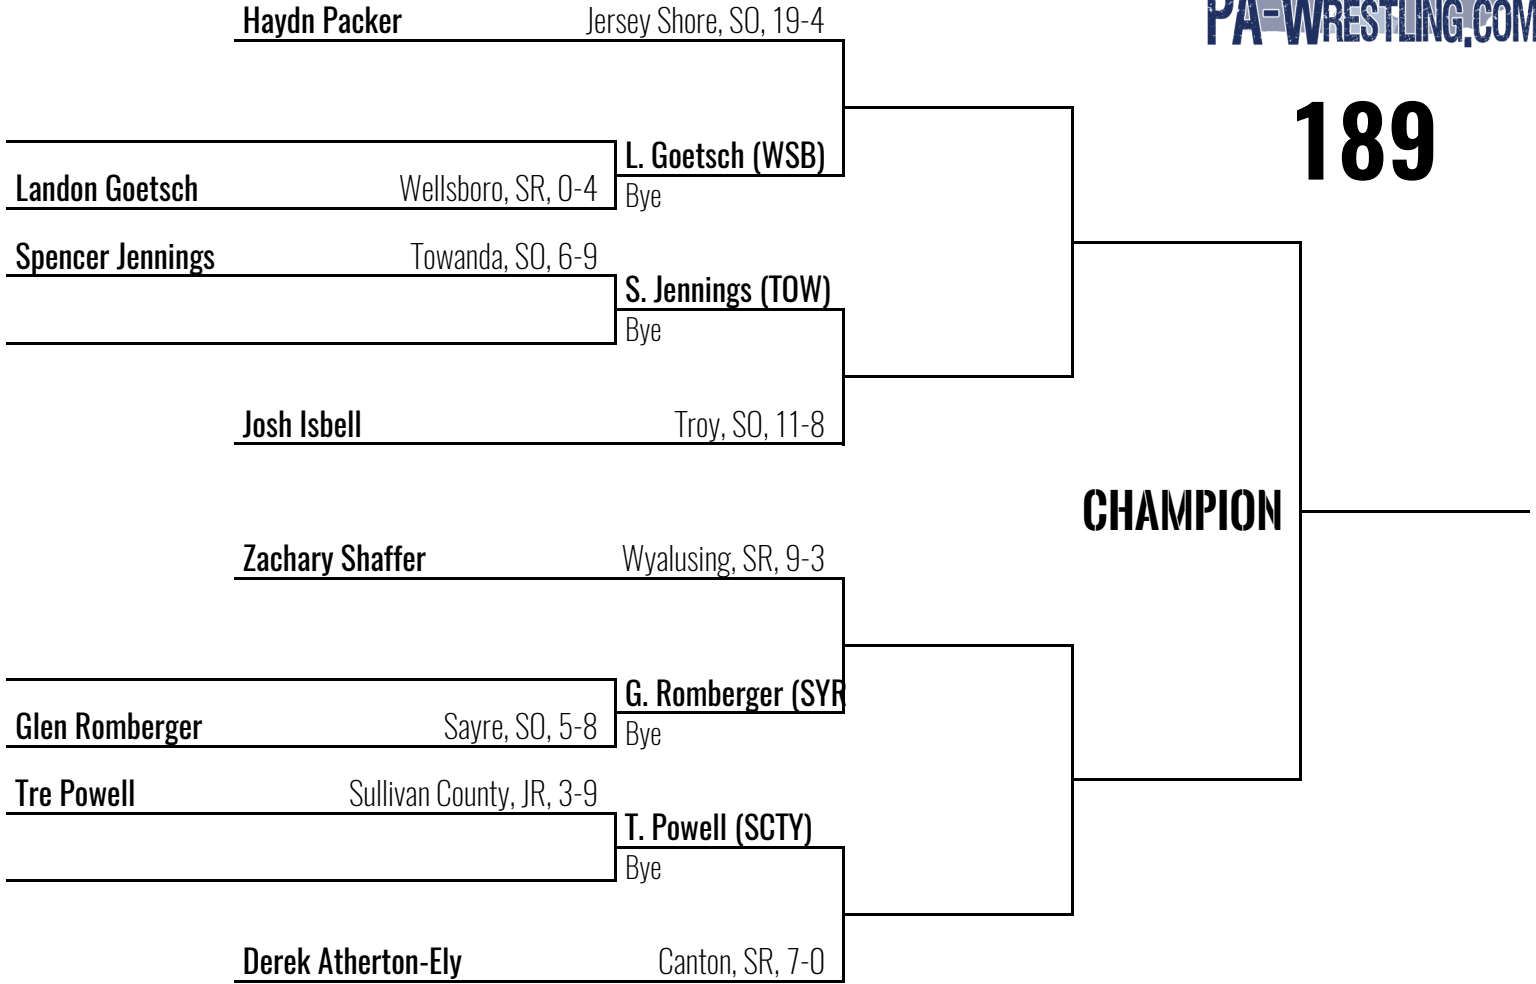 Haydn Packer Jersey Shore, SO, 19-4
PA-WRESTLING.COM
189
L. Goetsch (WSB)
Landon Goetsch Wellsboro, SR, 0-4
Bye
Spencer Jennings Towanda, SO, 6-9
S. Jennings (TOW)
Bye
Josh Isbell Troy, SO, 11-8
CHAMPION
Zachary Shaffer Wyalusing, SR, 9-3
G. Romberger (SYR
Glen Romberger Sayre, SO, 5-8
Bye
Tre Powell Sullivan County, JR, 3-9
T. Powell (SCTY)
Bye
Derek Atherton-Ely Canton, SR, 7-0